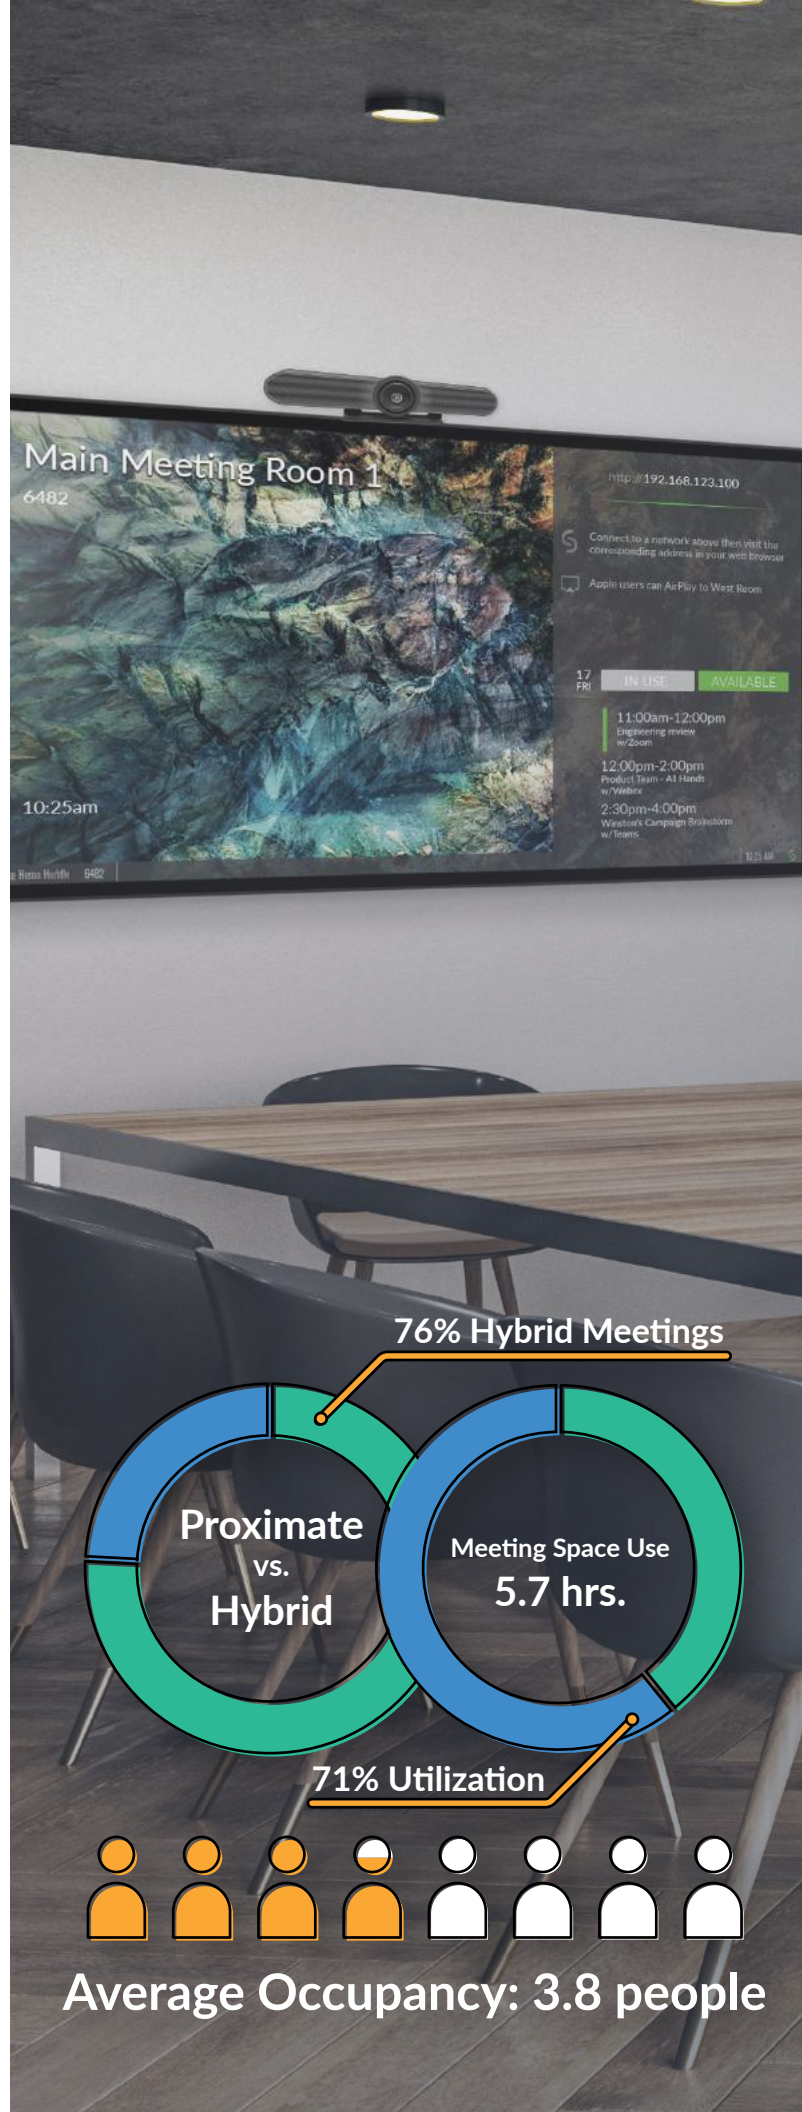 Main Meeting Room 1
6482
10:25am
http://192.168.123.100
Connect to a network above then visit the
corresponding address in your web browser
Apple users can AirPlay to West Room
17
FRI
IN USE
AVAILABLE
11:00am-12:00pm
Engineering review
w/Zoom
12:00pm-2:00pm
Product Team - All Hands
w/Webex
2:30pm-4:00pm
Winston's Campaign Brainstorm
w/Teams
6482
10:25 AM
76% Hybrid Meetings
Proximate
vs.
Hybrid
Meeting Space Use
5.7 hrs.
71% Utilization
Average Occupancy: 3.8 people